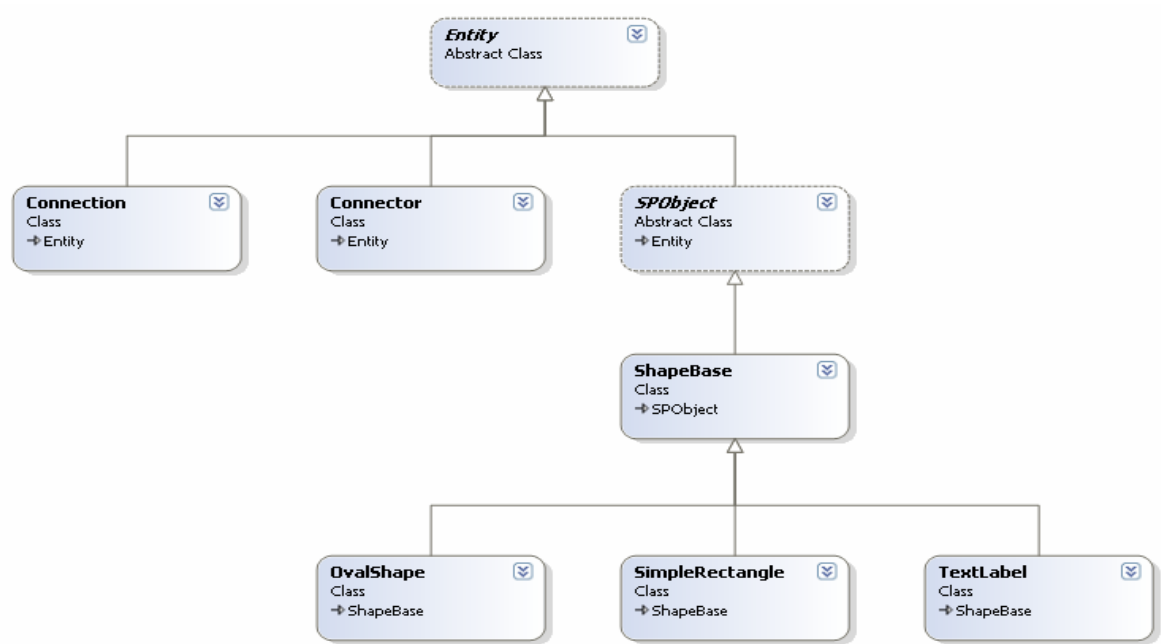 Entity
Abstract Class
Connection
Class
Entity
Connector
Class
Entity
SPObject
Abstract Class
Entity
ShapeBase
Class
SPObject
OvalShape
Class
ShapeBase
SimpleRectangle
Class
ShapeBase
TextLabel
Class
ShapeBase